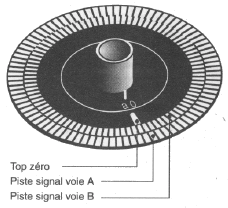 Top zéro
Piste signal voie A
Piste signal voie B